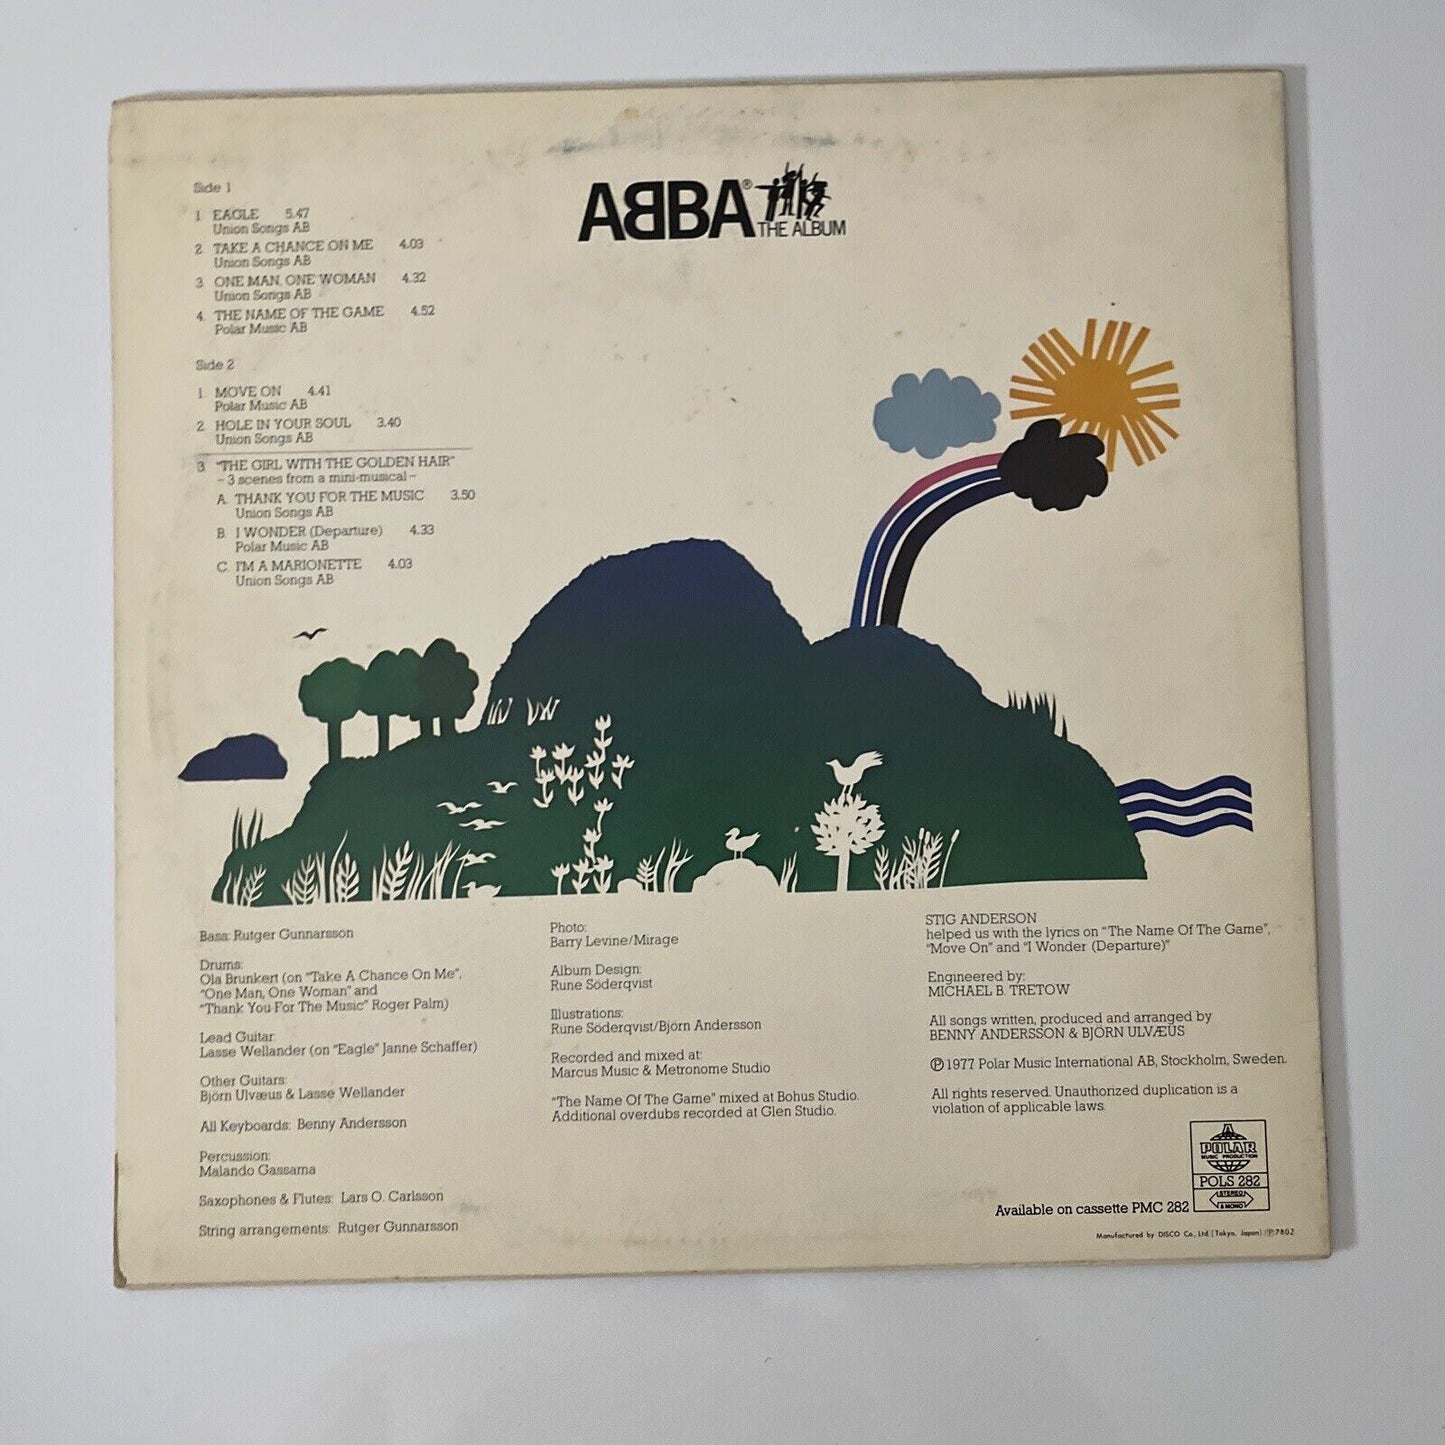 ABBA®
THE ALBUM
Side 1
1. EAGLE 5.47
Union Songs AB
2. TAKE A CHANCE ON ME 4.03
Union Songs AB
3. ONE MAN, ONE WOMAN 4.32
Union Songs AB
4. THE NAME OF THE GAME 4.52
Polar Music AB
Side 2
1. MOVE ON 4.41
Polar Music AB
2. HOLE IN YOUR SOUL 3.40
Union Songs AB
3. "THE GIRL WITH THE GOLDEN HAIR"
– 3 scenes from a mini-musical –
A. THANK YOU FOR THE MUSIC 3.50
Union Songs AB
B. I WONDER (Departure) 4.33
Polar Music AB
C. I'M A MARIONETTE 4.03
Union Songs AB
Bass: Rutger Gunnarsson
Drums:
Ola Brunkert (on "Take A Chance On Me",
"One Man, One Woman" and
"Thank You For The Music" Roger Palm)
Lead Guitar:
Lasse Wellander (on "Eagle" Janne Schaffer)
Other Guitars:
Björn Ulvæus & Lasse Wellander
All Keyboards: Benny Andersson
Percussion:
Malando Gassama
Saxophones & Flutes: Lars O. Carlsson
String arrangements: Rutger Gunnarsson
Photo:
Barry Levine/Mirage
Album Design:
Rune Söderqvist
Illustrations:
Rune Söderqvist/Björn Andersson
Recorded and mixed at:
Marcus Music & Metronome Studio
"The Name Of The Game" mixed at Bohus Studio.
Additional overdubs recorded at Glen Studio.
STIG ANDERSON
helped us with the lyrics on "The Name Of The Game",
"Move On" and "I Wonder (Departure)"
Engineered by:
MICHAEL B. TRETOW
All songs written, produced and arranged by
BENNY ANDERSSON & BJÖRN ULVÆUS
℗ 1977 Polar Music International AB, Stockholm, Sweden.
All rights reserved. Unauthorized duplication is a
violation of applicable laws.
POLAR
MUSIC PRODUCTION
POLS 282
STEREO
& MONO
Available on cassette PMC 282
Manufactured by DISCO Co., Ltd. (Tokyo, Japan) ℗7802